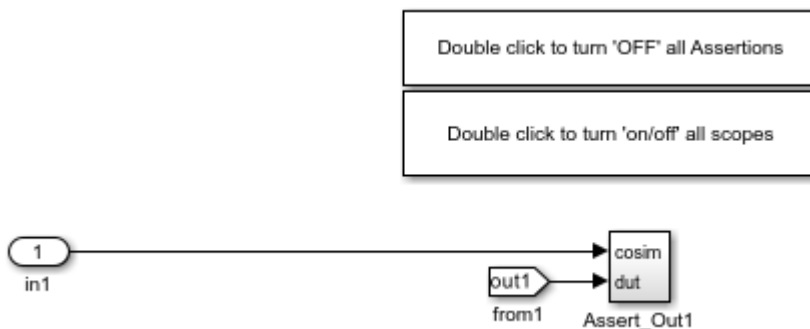 Double click to turn 'OFF' all Assertions
Double click to turn 'on/off' all scopes
1
in1
cosim
out1
dut
from1
Assert_Out1